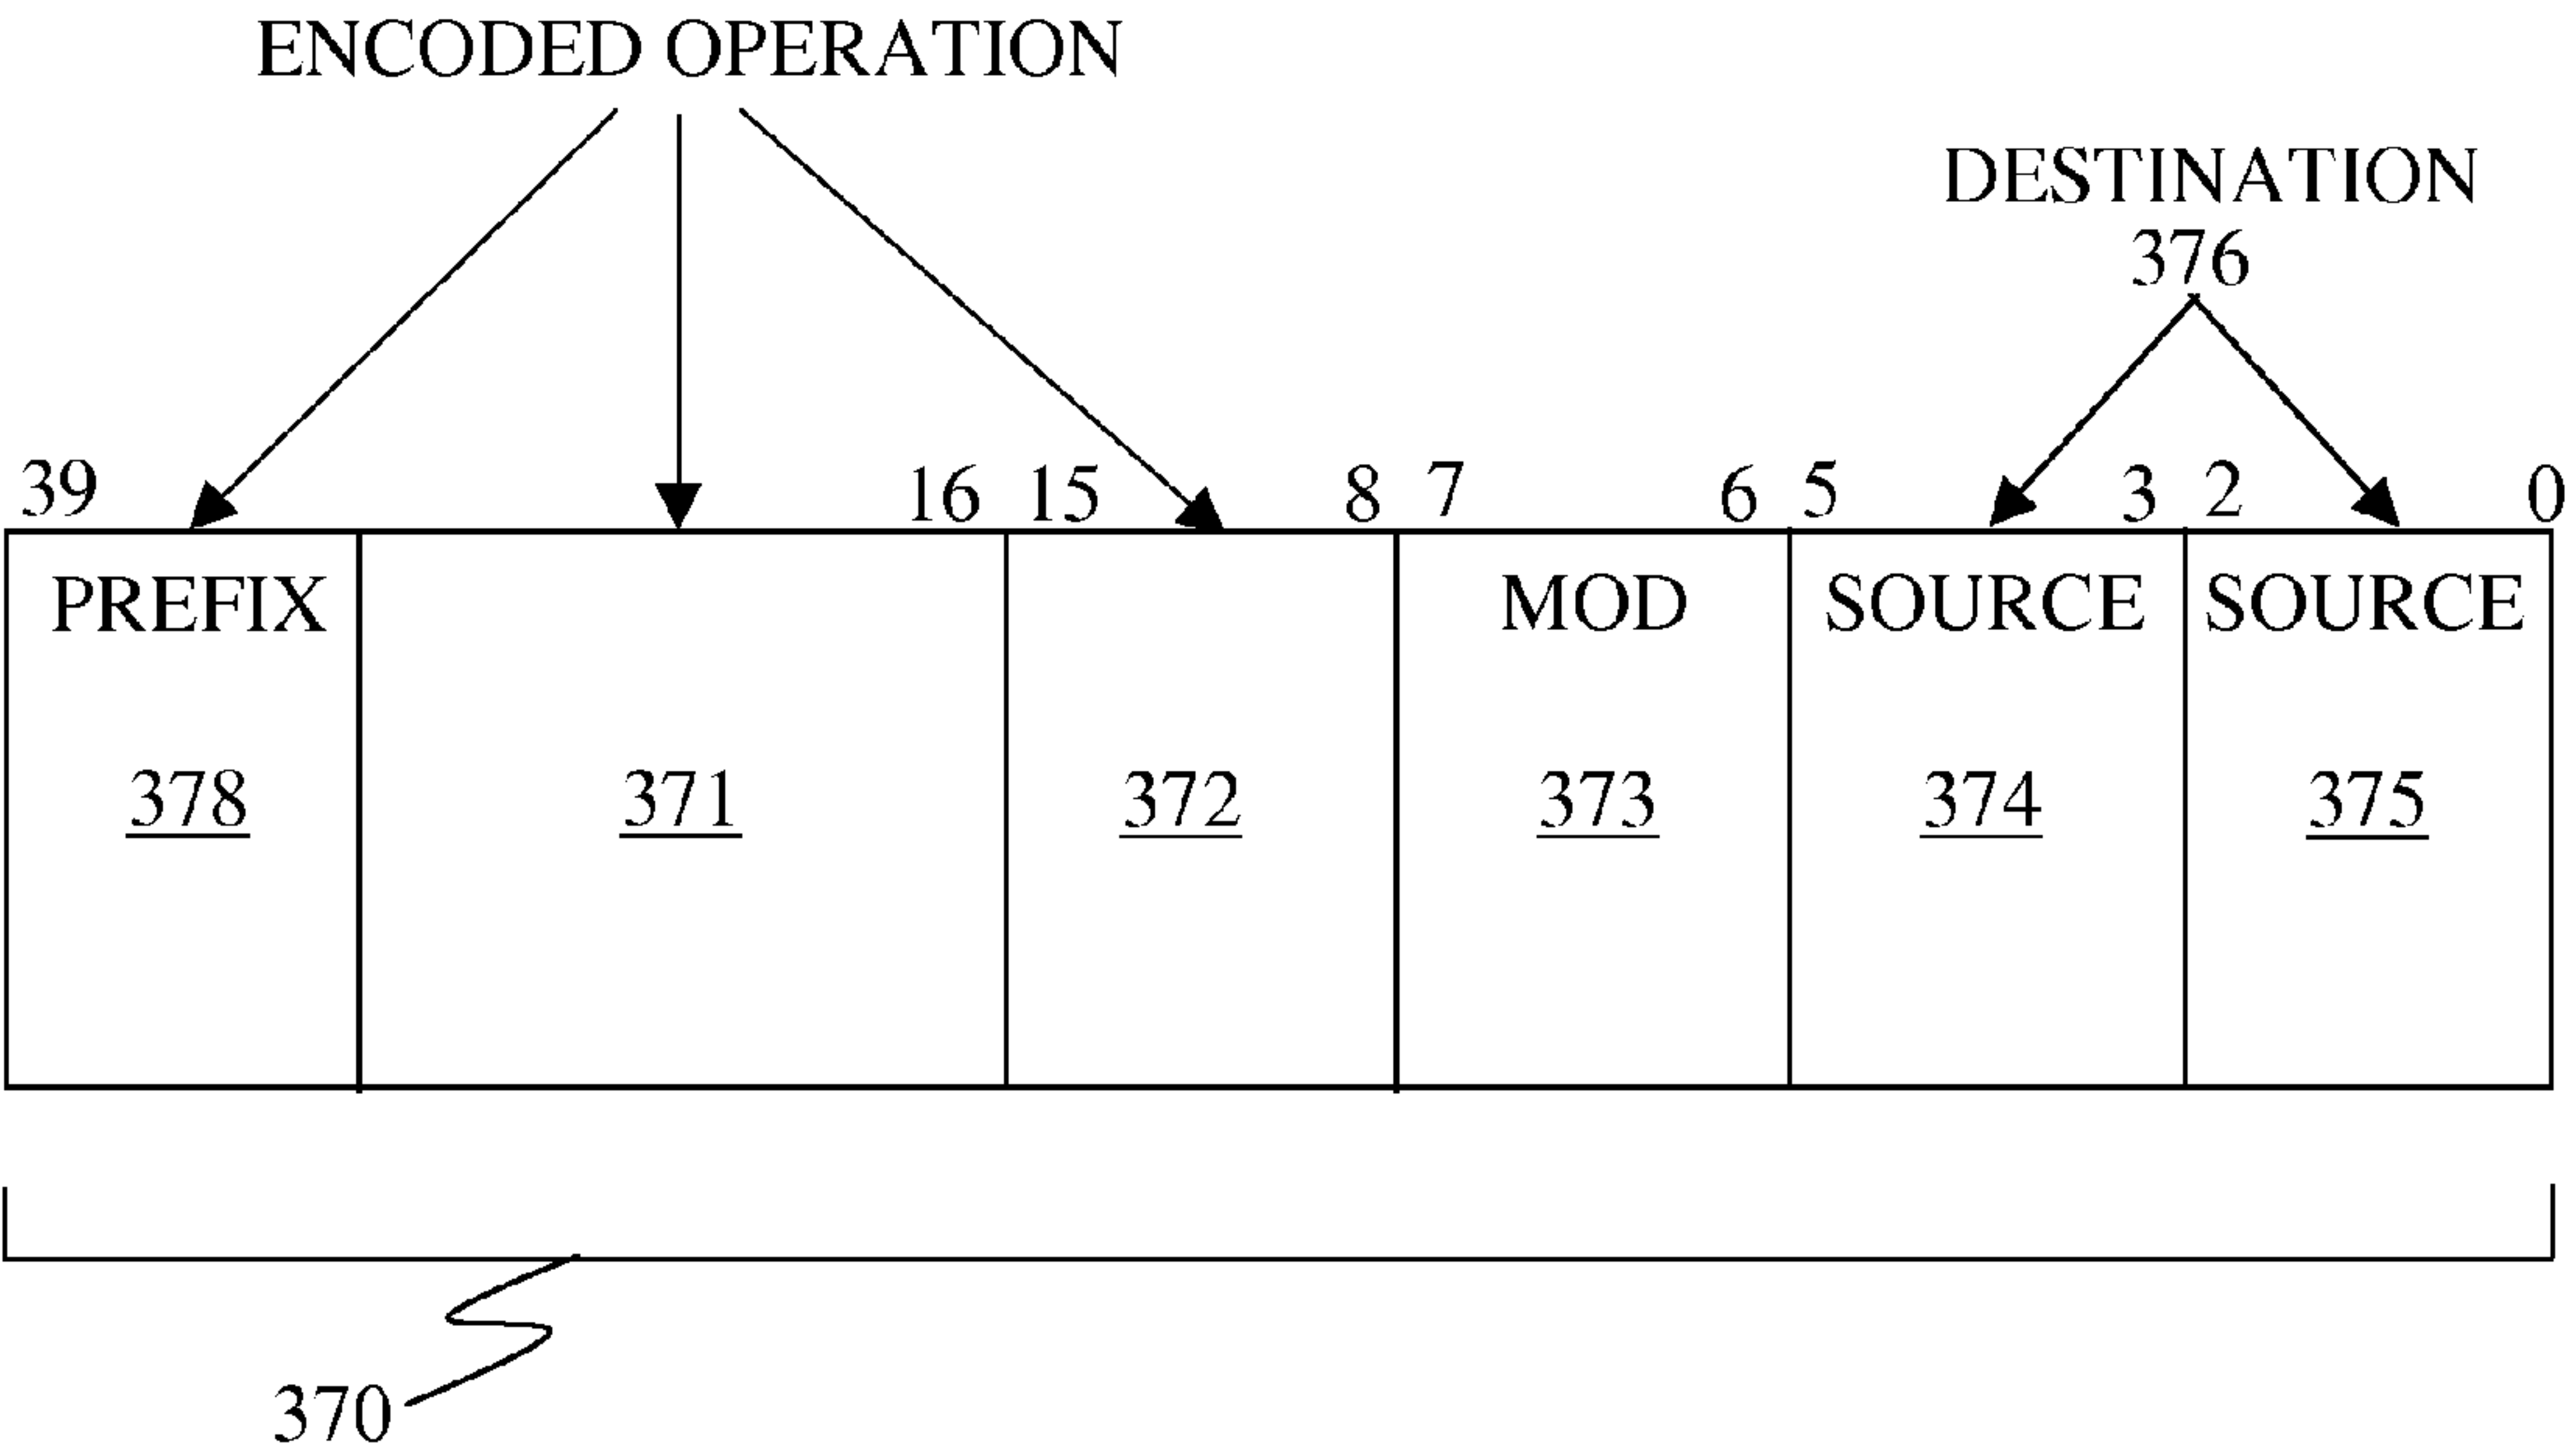 ENCODED OPERATION
DESTINATION
376
39 16 15 8 7 6 5 3 2 0
PREFIX MOD SOURCE SOURCE
378 371 372 373 374 375
370